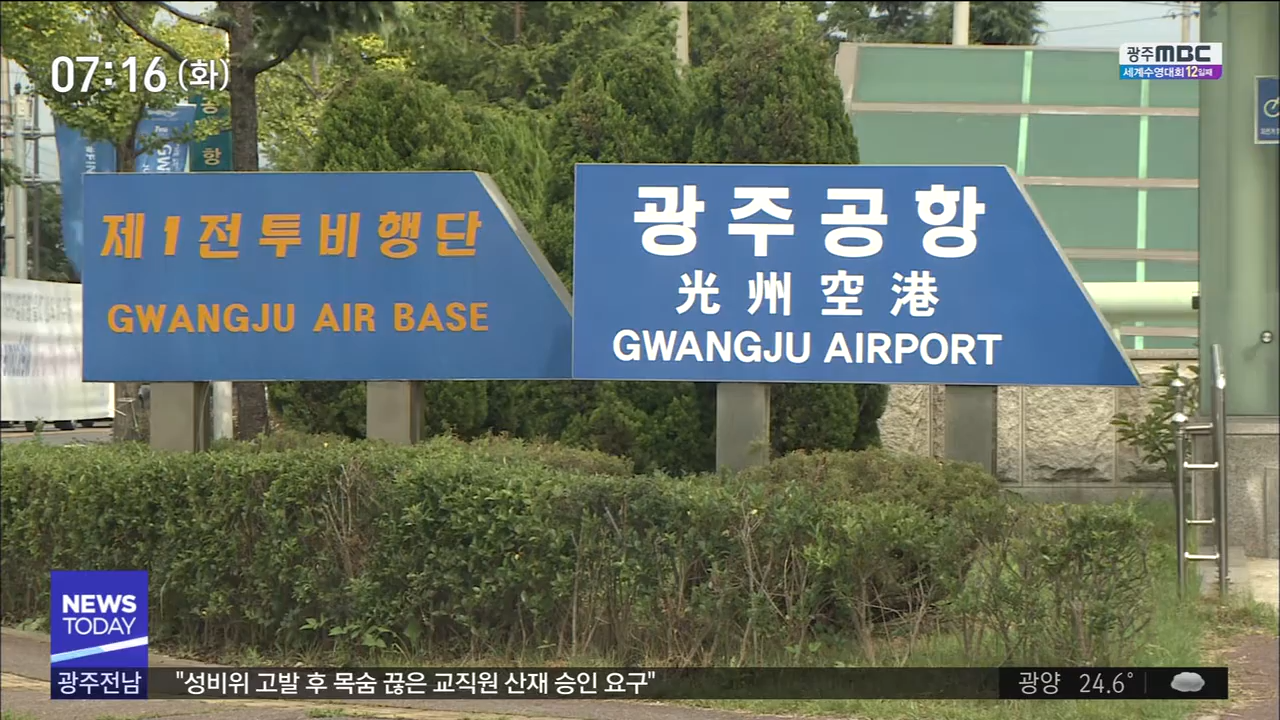 07:16 (화)
광주MBC
세계수영대회 12일째
공항
제1전투비행단
GWANGJU AIR BASE
광주공항
光州空港
GWANGJU AIRPORT
NEWS
TODAY
광주전남
"성비위 고발 후 목숨 끊은 교직원 산재 승인 요구"
광양 24.6°